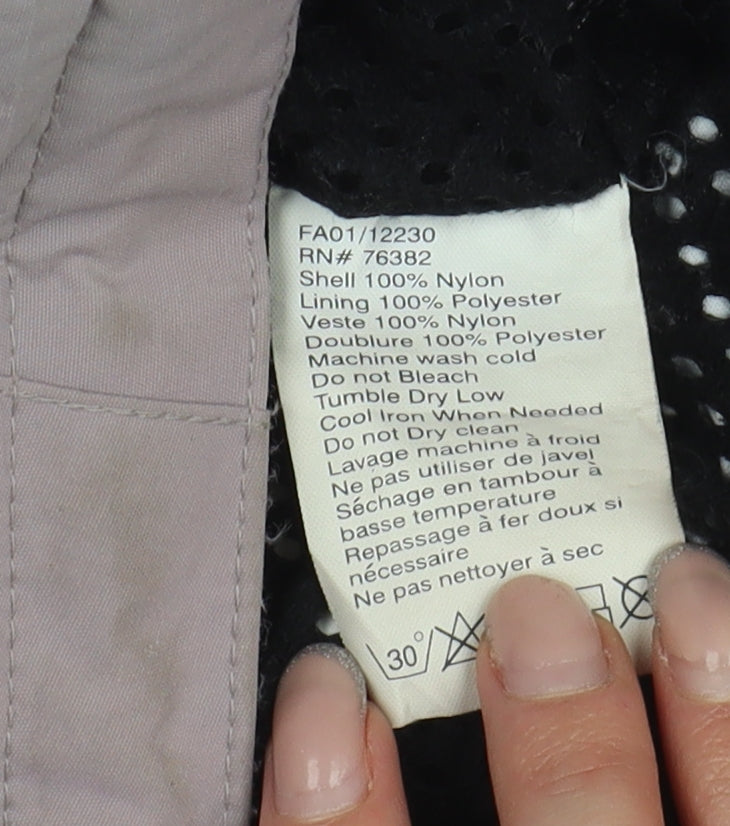 FA01/12230
RN# 76382
Shell 100% Nylon
Lining 100% Polyester
Veste 100% Nylon
Doublure 100% Polyester
Machine wash cold
Do not Bleach
Tumble Dry Low
Cool Iron When Needed
Do not Dry clean
Lavage machine à froid
Ne pas utiliser de javel
Séchage en tambour à
basse temperature
Repassage à fer doux si
nécessaire
Ne pas nettoyer à sec
30°